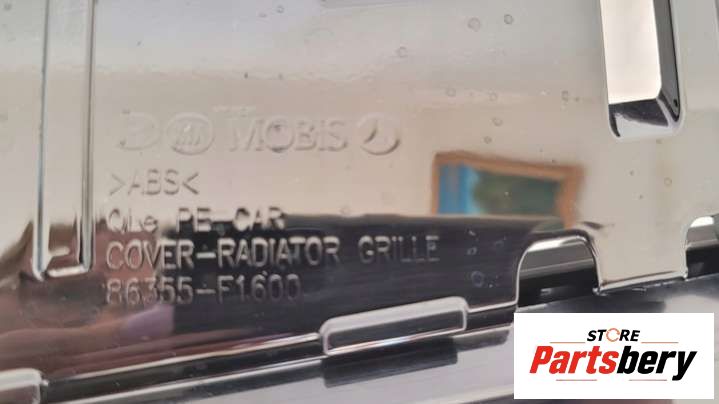 MOBIS
>ABS<
QLe PE-CAR
COVER-RADIATOR GRILLE
86355-F1600
STORE
Partsbery